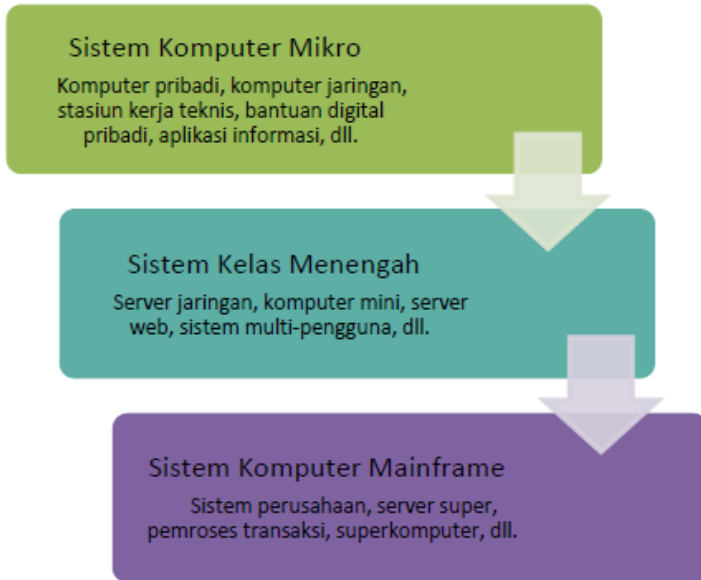 Sistem Komputer Mikro
Komputer pribadi, komputer jaringan,
stasiun kerja teknis, bantuan digital
pribadi, aplikasi informasi, dll.
Sistem Kelas Menengah
Server jaringan, komputer mini, server
web, sistem multi-pengguna, dll.
Sistem Komputer Mainframe
Sistem perusahaan, server super,
pemroses transaksi, superkomputer, dll.